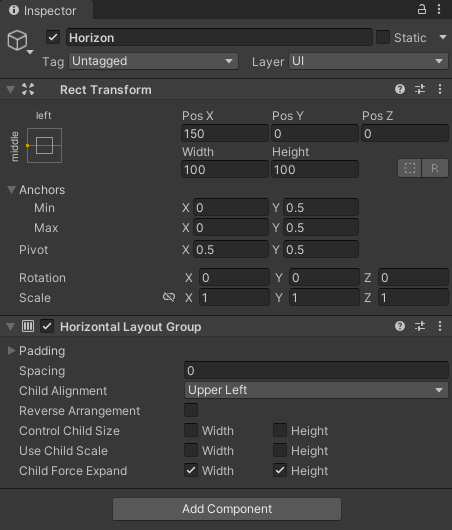 Inspector
Horizon
Static
Tag Untagged Layer UI
Rect Transform
left
middle
Pos X Pos Y Pos Z
150 0 0
Width Height
100 100
R
Anchors
Min X 0 Y 0.5
Max X 0 Y 0.5
Pivot X 0.5 Y 0.5
Rotation X 0 Y 0 Z 0
Scale X 1 Y 1 Z 1
Horizontal Layout Group
Padding
Spacing 0
Child Alignment Upper Left
Reverse Arrangement
Control Child Size Width Height
Use Child Scale Width Height
Child Force Expand Width Height
Add Component